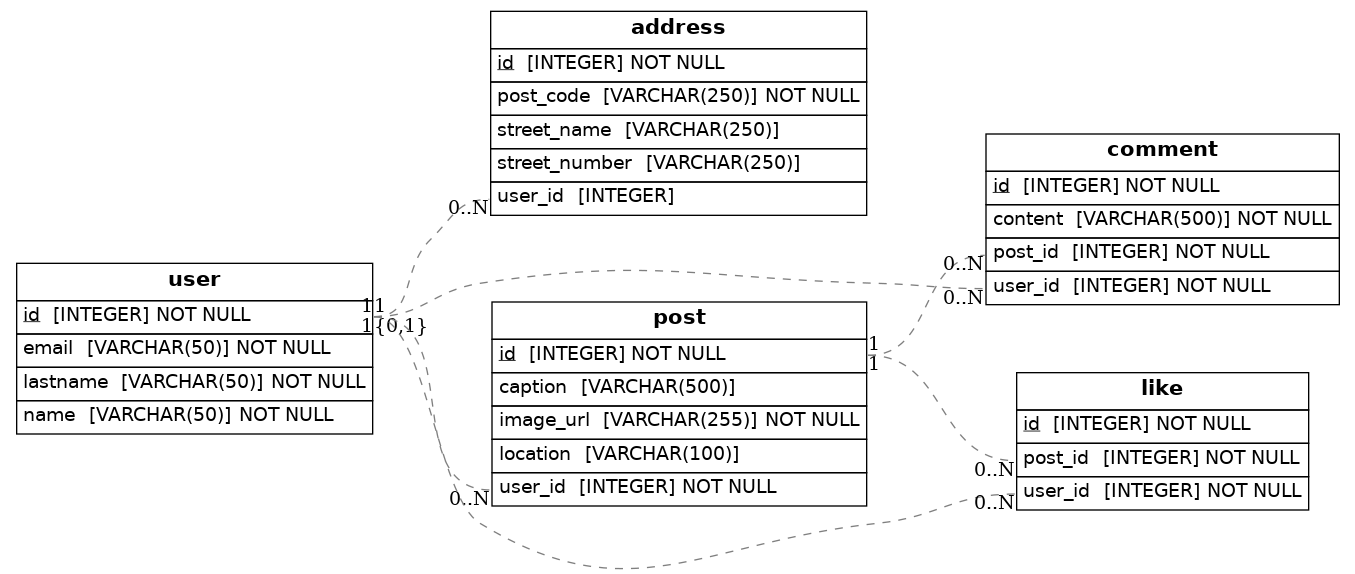 address
id [INTEGER] NOT NULL
post_code [VARCHAR(250)] NOT NULL
street_name [VARCHAR(250)]
street_number [VARCHAR(250)]
user_id [INTEGER]
0..N
comment
id [INTEGER] NOT NULL
content [VARCHAR(500)] NOT NULL
post_id [INTEGER] NOT NULL
0..N
user_id [INTEGER] NOT NULL
0..N
user
id [INTEGER] NOT NULL
email [VARCHAR(50)] NOT NULL
lastname [VARCHAR(50)] NOT NULL
name [VARCHAR(50)] NOT NULL
11
1{0,1}
post
id [INTEGER] NOT NULL
caption [VARCHAR(500)]
image_url [VARCHAR(255)] NOT NULL
location [VARCHAR(100)]
user_id [INTEGER] NOT NULL
0..N
1
1
like
id [INTEGER] NOT NULL
post_id [INTEGER] NOT NULL
0..N
user_id [INTEGER] NOT NULL
0..N